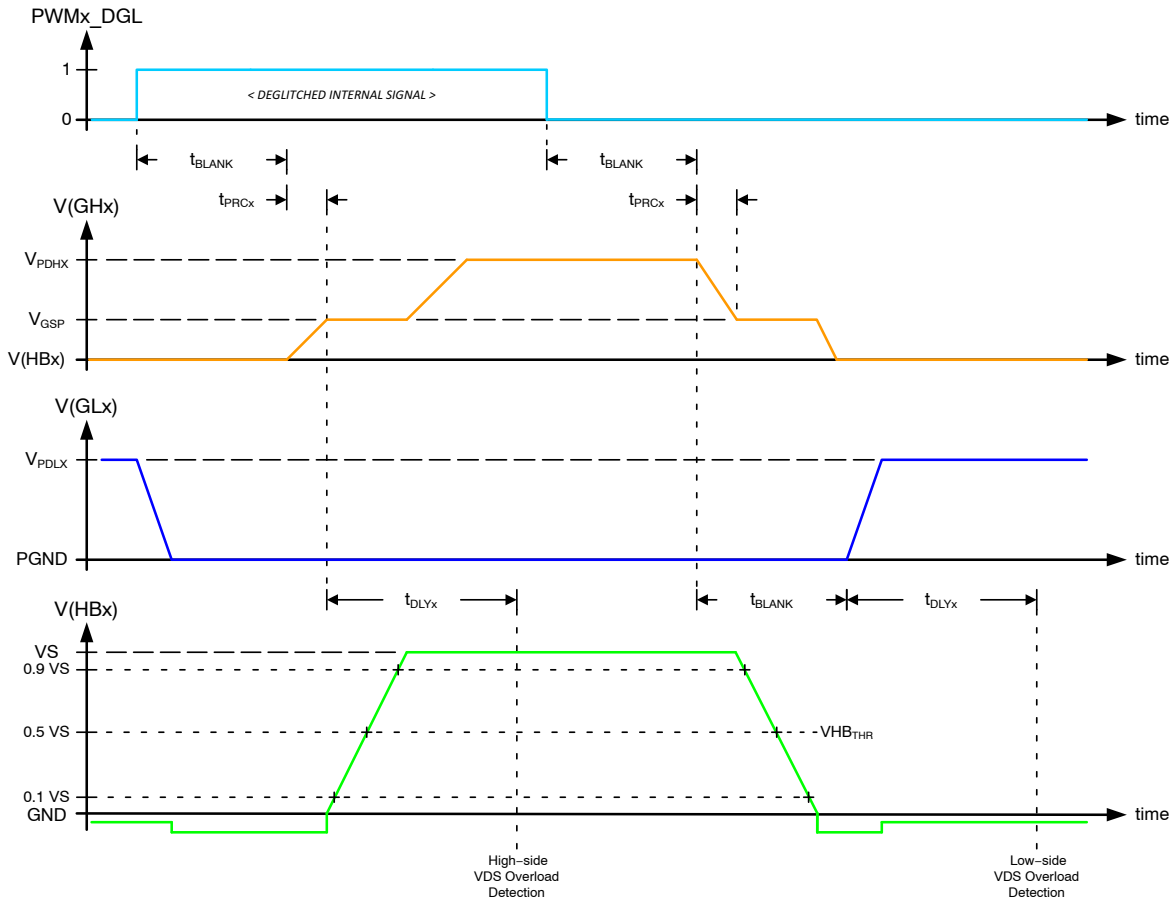 PWMx_DGL
1
< DEGLITCHED INTERNAL SIGNAL >
0
time
tBLANK
tBLANK
tPRCx
tPRCx
V(GHx)
VPDHX
VGSP
V(HBx)
time
V(GLx)
VPDLX
PGND
time
tDLYx
tBLANK
tDLYx
V(HBx)
VS
0.9 VS
0.5 VS
VHBTHR
0.1 VS
GND
time
High–side
VDS Overload
Detection
Low–side
VDS Overload
Detection